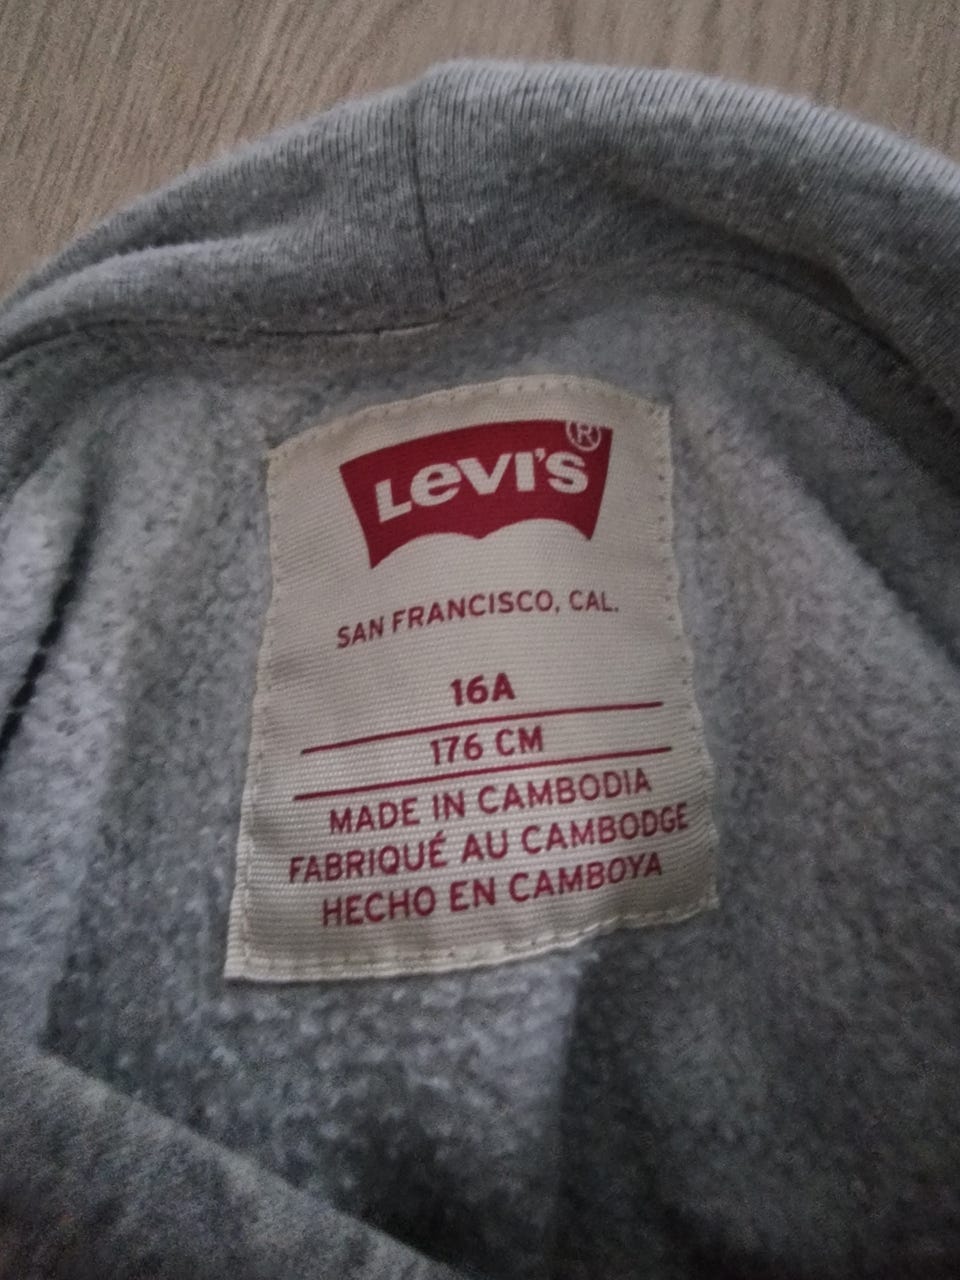 LEVI'S®
SAN FRANCISCO, CAL.
16A
176 CM
MADE IN CAMBODIA
FABRIQUÉ AU CAMBODGE
HECHO EN CAMBOYA